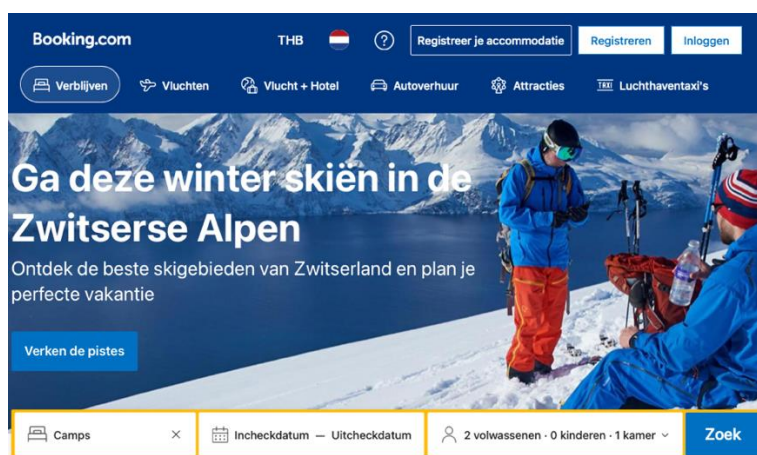 Booking.com THB Registreer je accommodatie Registreren Inloggen
Verblijven Vluchten Vlucht + Hotel Autoverhuur Attracties TAXI Luchthaventaxi's
Ga deze winter skiën in de
Zwitserse Alpen
Ontdek de beste skigebieden van Zwitserland en plan je
perfecte vakantie
Verken de pistes
Camps Incheckdatum — Uitcheckdatum 2 volwassenen · 0 kinderen · 1 kamer Zoek